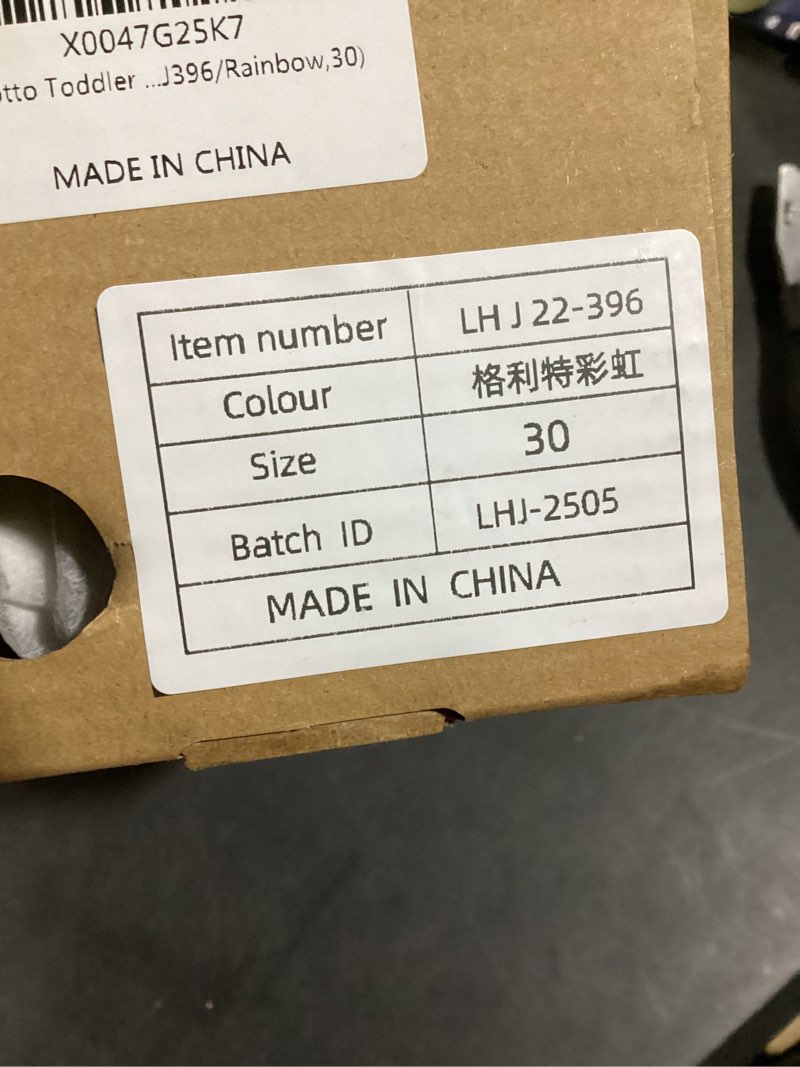 X0047G25K7
Toddler ...J396/Rainbow,30)
MADE IN CHINA
Item number LH J 22-396
Colour 格利特彩虹
Size 30
Batch ID LHJ-2505
MADE IN CHINA